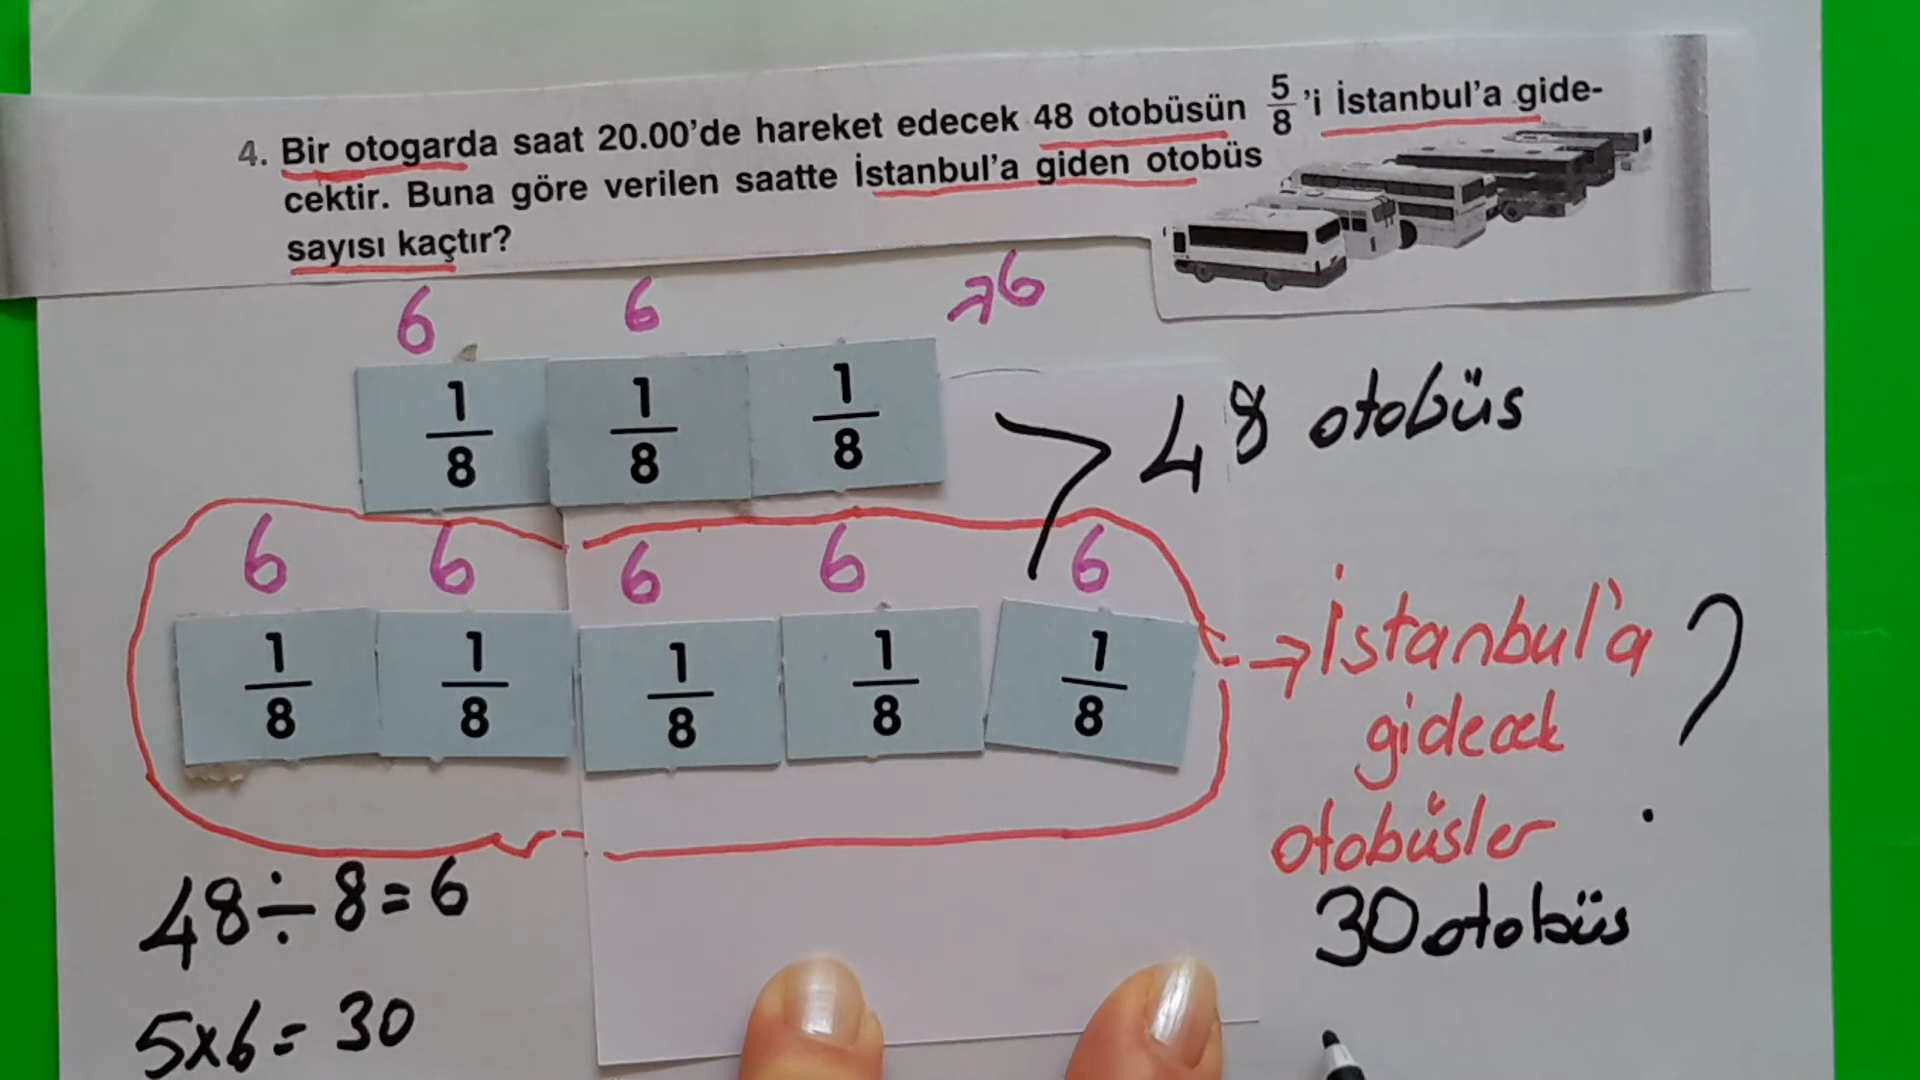 4. Bir otogarda saat 20.00'de hareket edecek 48 otobüsün 5/8 'i İstanbul'a gide-
cektir. Buna göre verilen saatte İstanbul'a giden otobüs
sayısı kaçtır?
6 6 →6
1/8 1/8 1/8
48 otobüs
6 6 6 6 6
1/8 1/8 1/8 1/8 1/8
→ İstanbul'a ?
gidecek
otobüsler
30 otobüs
48÷8=6
5x6=30